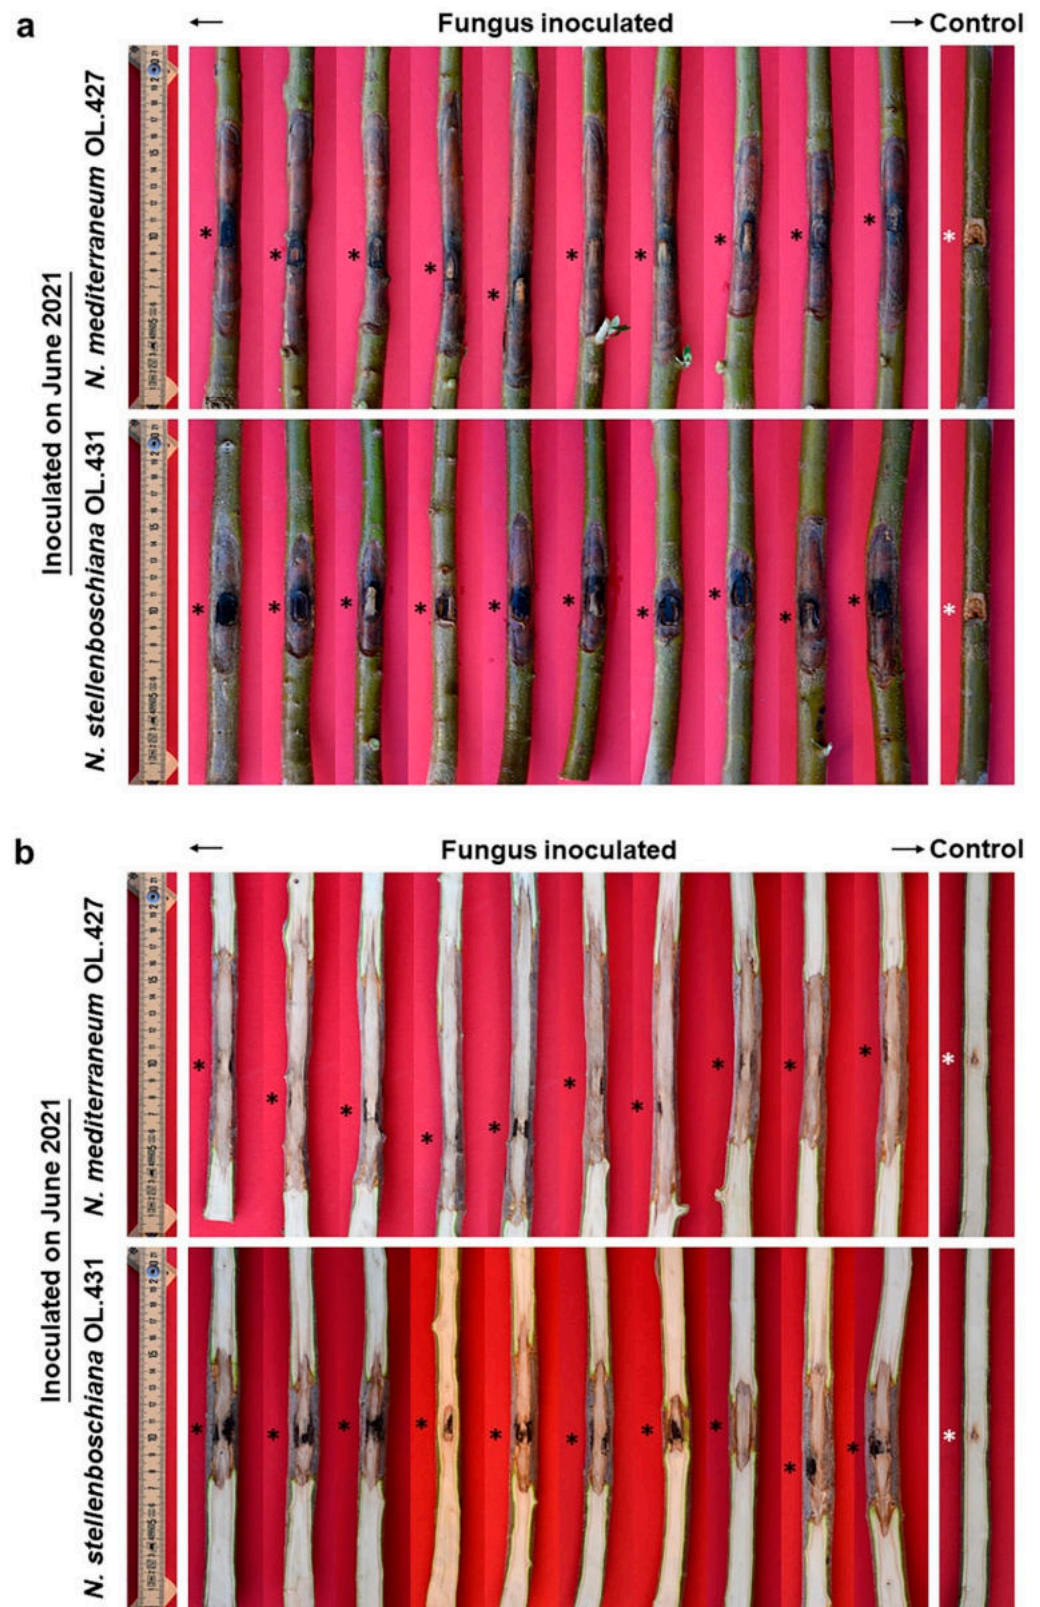 a
← Fungus inoculated → Control
Inoculated on June 2021
N. mediterraneum OL.427
N. stellenboschiana OL.431
b
← Fungus inoculated → Control
Inoculated on June 2021
N. mediterraneum OL.427
N. stellenboschiana OL.431